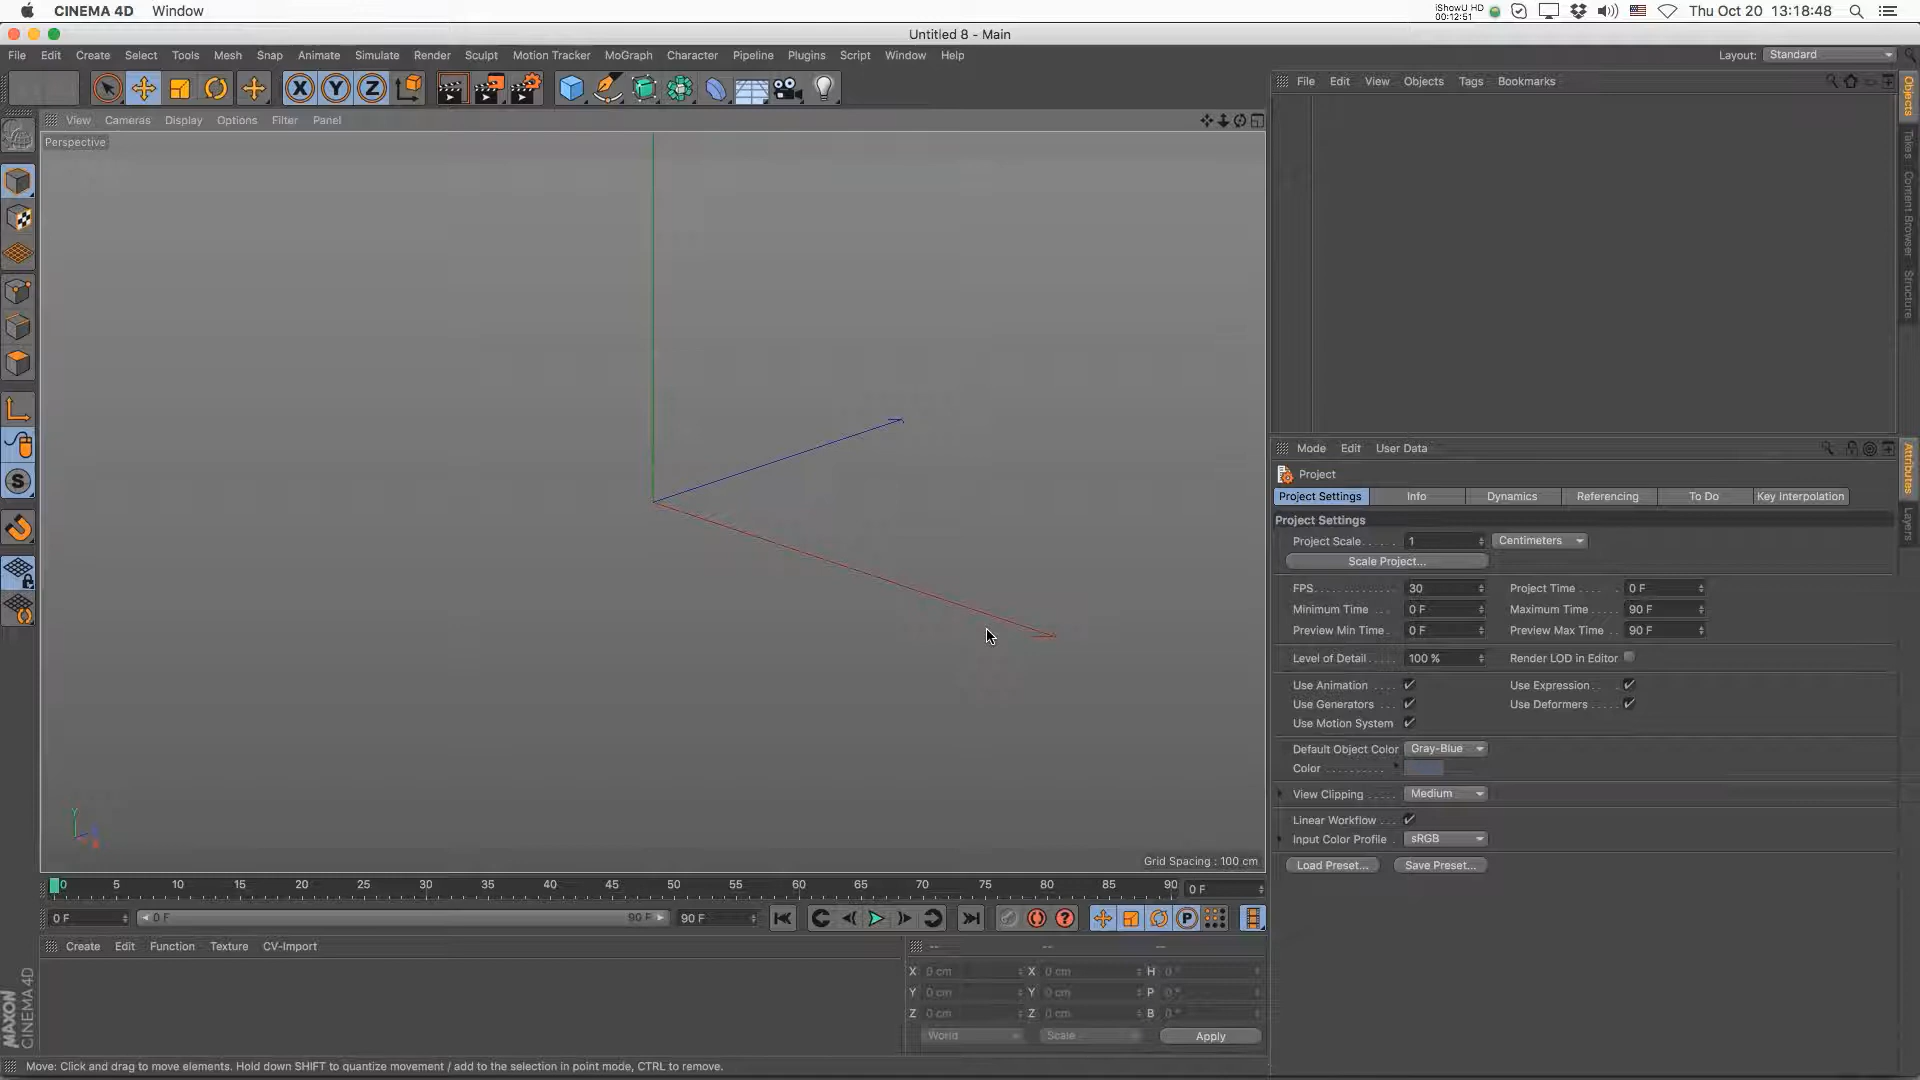 CINEMA 4D Window
iShowU HD
00:12:51
Thu Oct 20 13:18:48
Untitled 8 - Main
File Edit Create Select Tools Mesh Snap Animate Simulate Render Sculpt Motion Tracker MoGraph Character Pipeline Plugins Script Window Help
Layout: Standard
X Y Z
File Edit View Objects Tags Bookmarks
View Cameras Display Options Filter Panel
Perspective
Objects
Takes
Content Browser
Structure
Y
Grid Spacing : 100 cm
Mode Edit User Data
Project
Project Settings Info Dynamics Referencing To Do Key Interpolation
Project Settings
Project Scale 1 Centimeters
Scale Project...
FPS 30 Project Time 0 F
Minimum Time 0 F Maximum Time 90 F
Preview Min Time 0 F Preview Max Time 90 F
Level of Detail 100 % Render LOD in Editor
Use Animation Use Expression
Use Generators Use Deformers
Use Motion System
Default Object Color Gray-Blue
Color
View Clipping Medium
Linear Workflow
Input Color Profile sRGB
Load Preset... Save Preset...
Attributes
Layers
S
0 5 10 15 20 25 30 35 40 45 50 55 60 65 70 75 80 85 90 0 F
0 F 0 F 90 F 90 F
? P
Create Edit Function Texture CV-Import
-- -- --
X 0 cm X 0 cm H 0 °
Y 0 cm Y 0 cm P 0 °
Z 0 cm Z 0 cm B 0 °
World Scale Apply
MAXON
CINEMA 4D
Move: Click and drag to move elements. Hold down SHIFT to quantize movement / add to the selection in point mode, CTRL to remove.